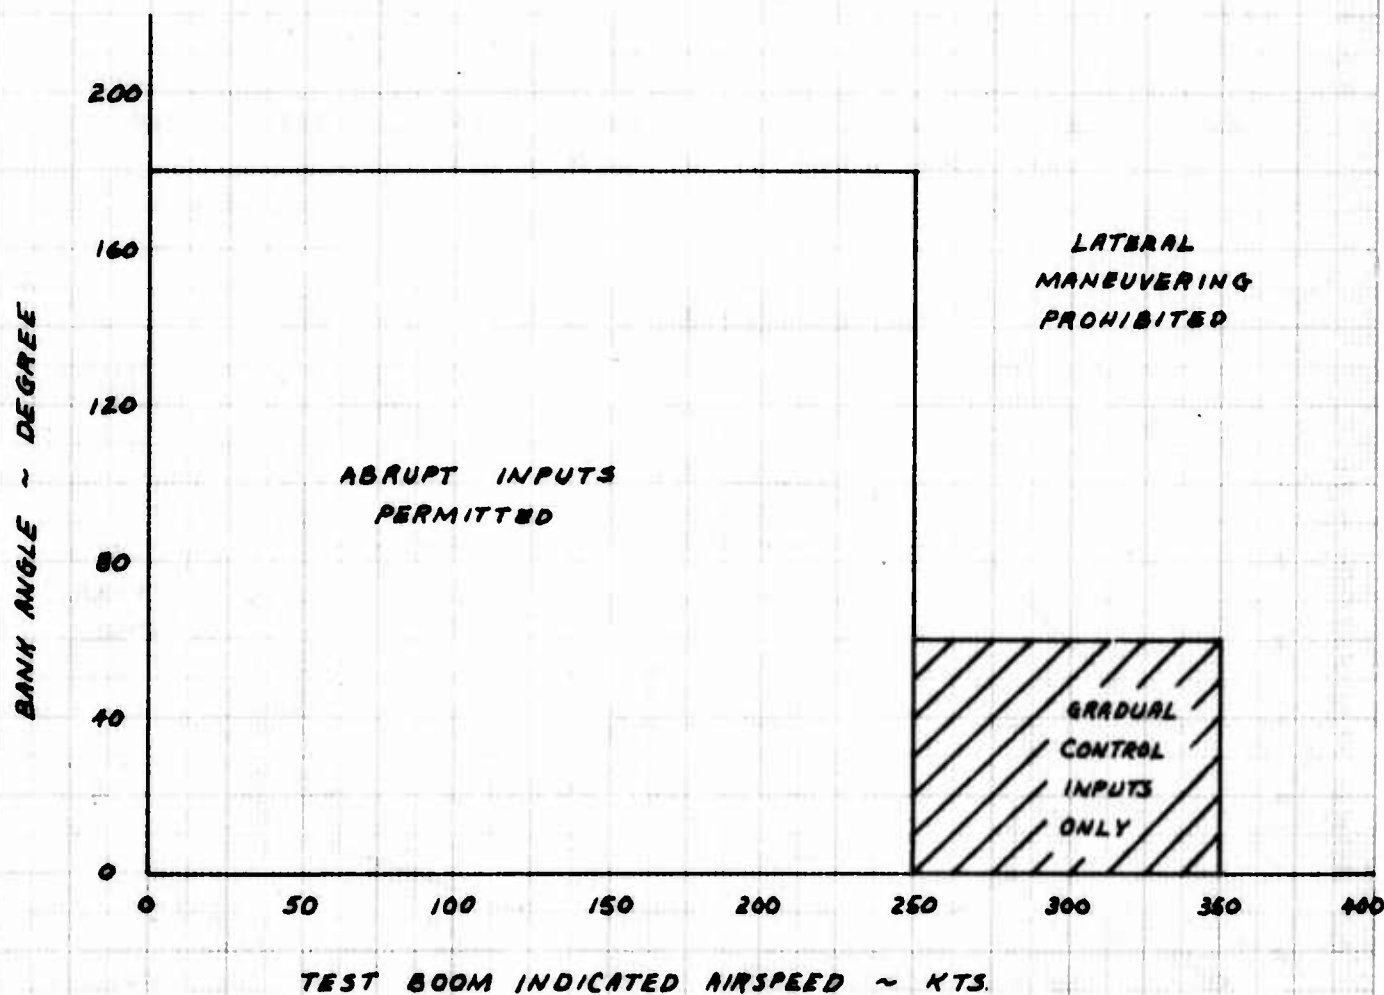 200
160
120
80
40
0
BANK ANGLE ~ DEGREE
LATERAL
MANEUVERING
PROHIBITED
ABRUPT INPUTS
PERMITTED
GRADUAL
CONTROL
INPUTS
ONLY
0 50 100 150 200 250 300 350 400
TEST BOOM INDICATED AIRSPEED ~ KTS.